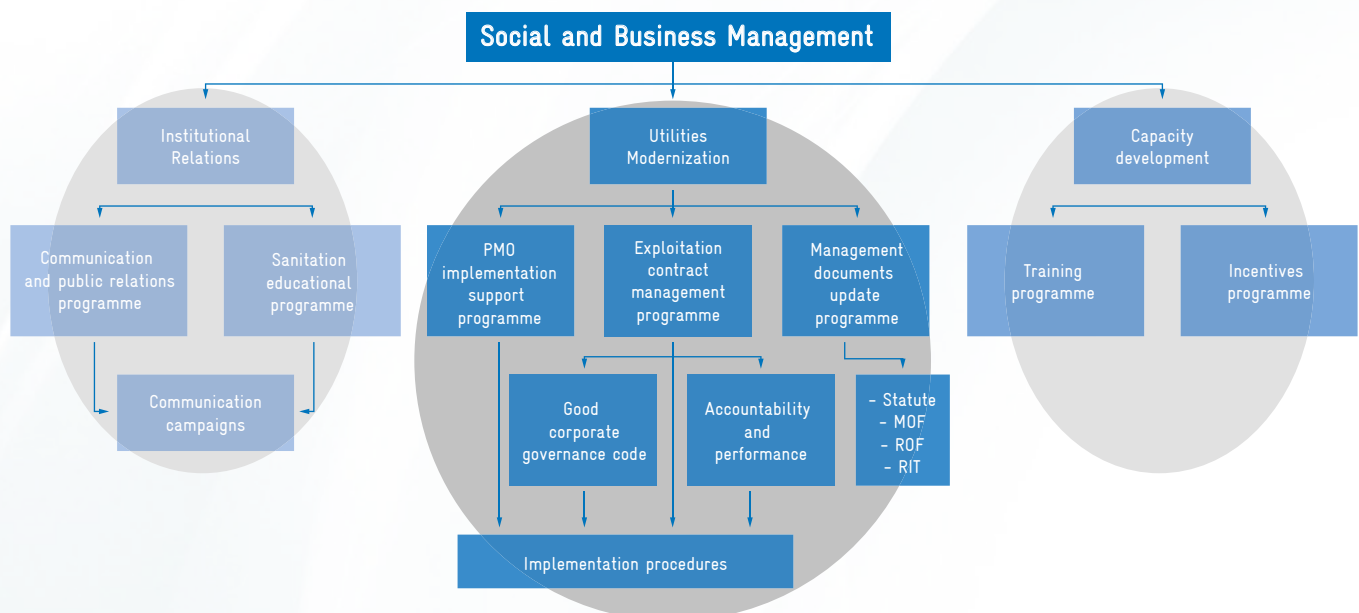 Social and Business Management
Institutional
Relations
Utilities
Modernization
Capacity
development
Communication
and public relations
programme
Sanitation
educational
programme
PMO
implementation
support
programme
Exploitation
contract
management
programme
Management
documents
update
programme
Training
programme
Incentives
programme
Communication
campaigns
Good
corporate
governance code
Accountability
and
performance
- Statute
- MOF
- ROF
- RIT
Implementation procedures